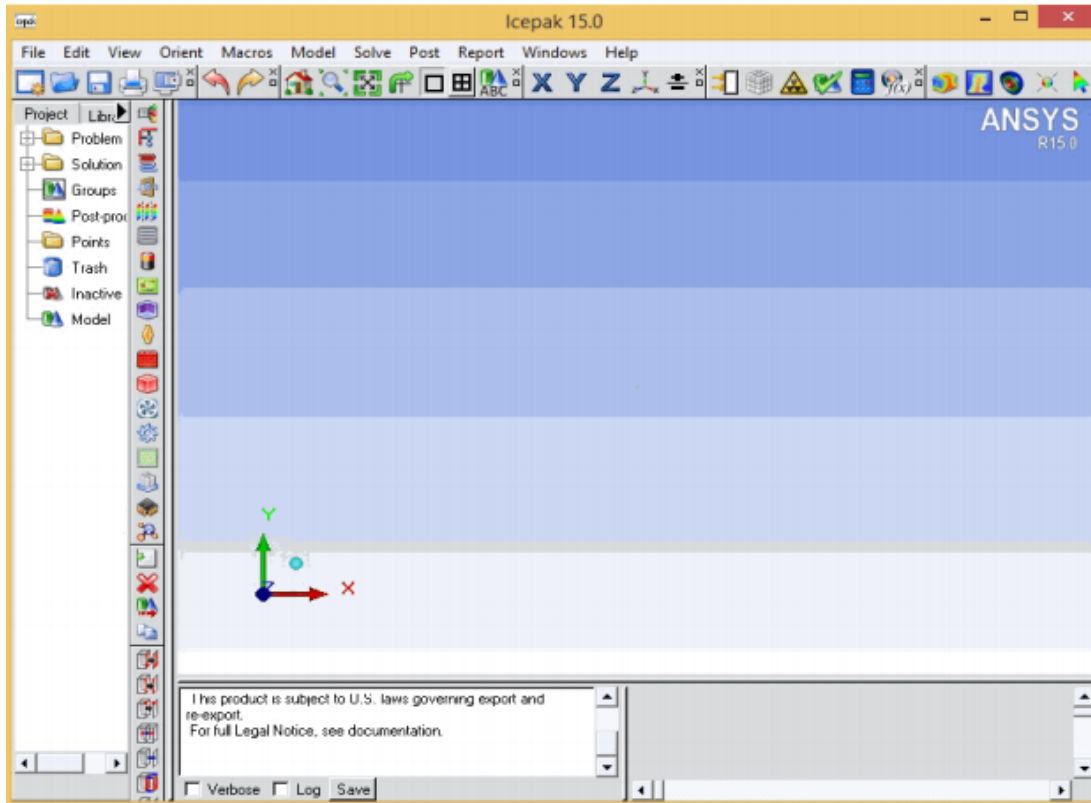 Icepak 15.0
File Edit View Orient Macros Model Solve Post Report Windows Help
ABC X Y Z f(x)
Project Libra
ANSYS
R15.0
Problem
Solution
Groups
Post-proc
Points
Trash
Inactive
Model
Y
Z X
This product is subject to U.S. laws governing export and
re-export.
For full Legal Notice, see documentation.
Verbose Log Save